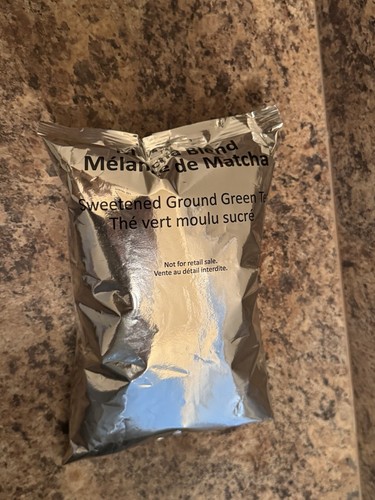 Blend
Mélange de Matcha
Sweetened Ground Green
Thé vert moulu sucré
Not for retail sale.
Vente au détail interdite.